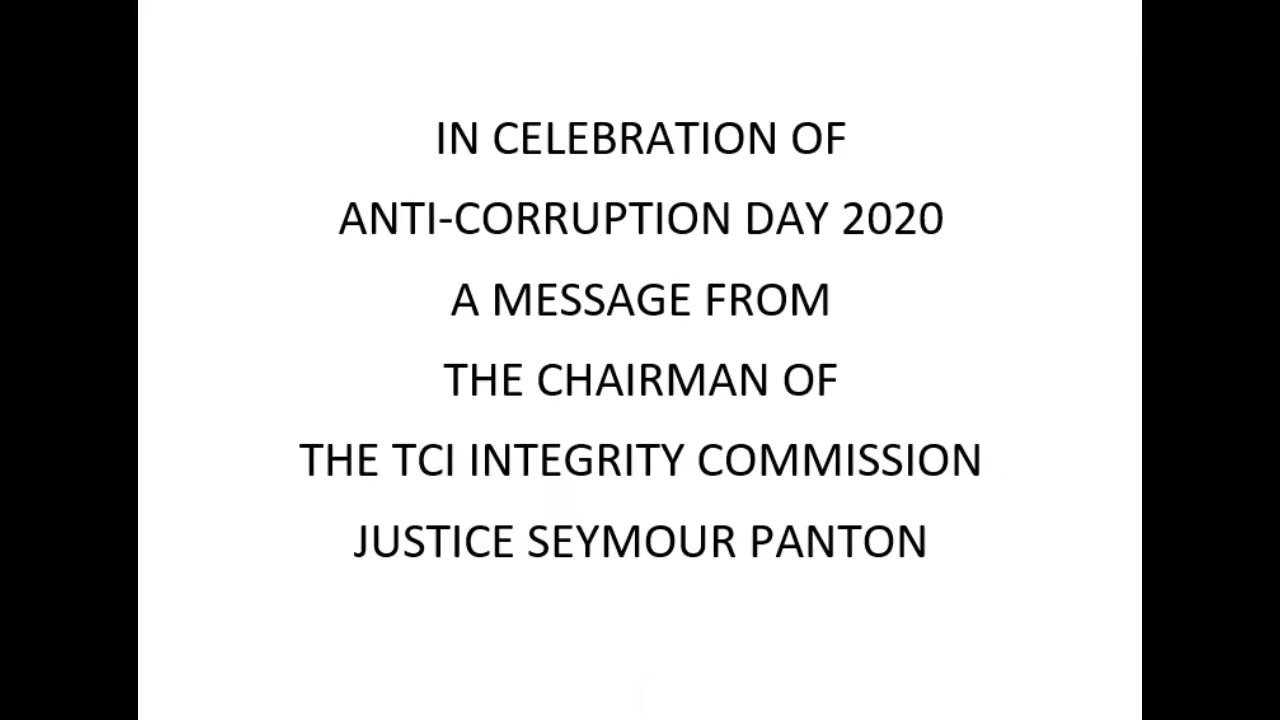 IN CELEBRATION OF
ANTI-CORRUPTION DAY 2020
A MESSAGE FROM
THE CHAIRMAN OF
THE TCI INTEGRITY COMMISSION
JUSTICE SEYMOUR PANTON